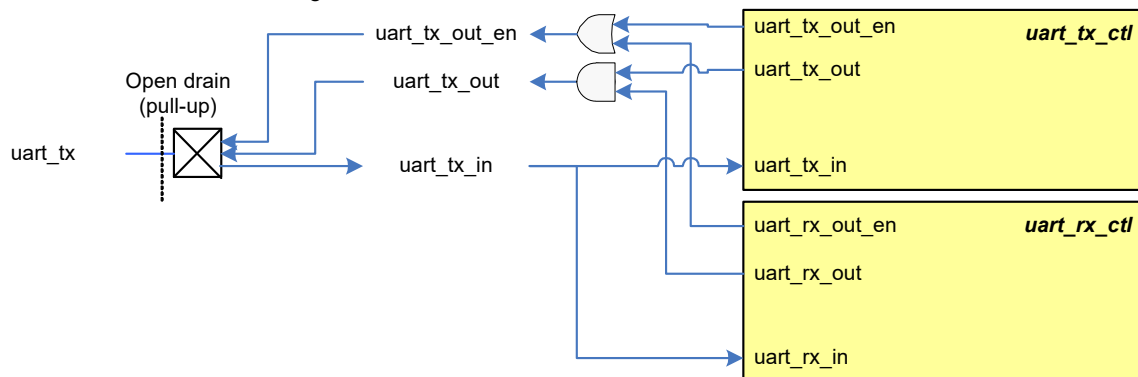 uart_tx_out_en
uart_tx_out_en
uart_tx_ctl
uart_tx_out
uart_tx_out
Open drain
(pull-up)
uart_tx
uart_tx_in
uart_tx_in
uart_rx_out_en
uart_rx_ctl
uart_rx_out
uart_rx_in